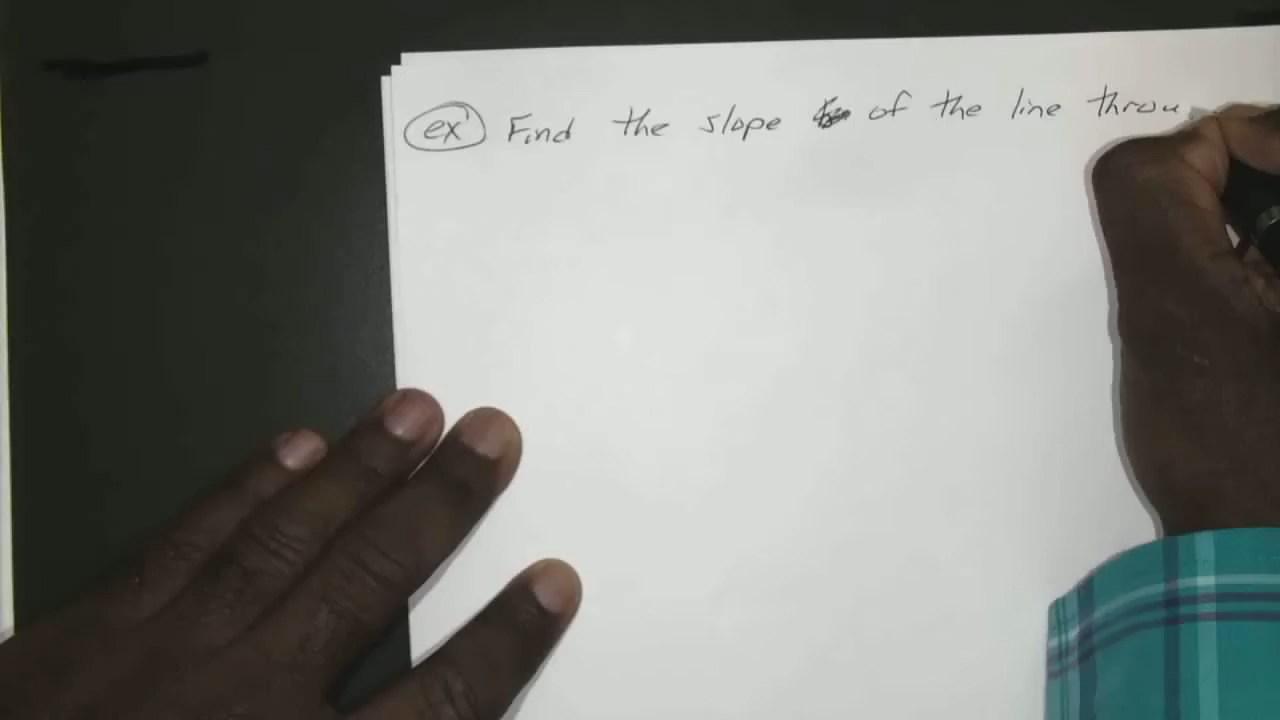 ex Find the slope of the line throu